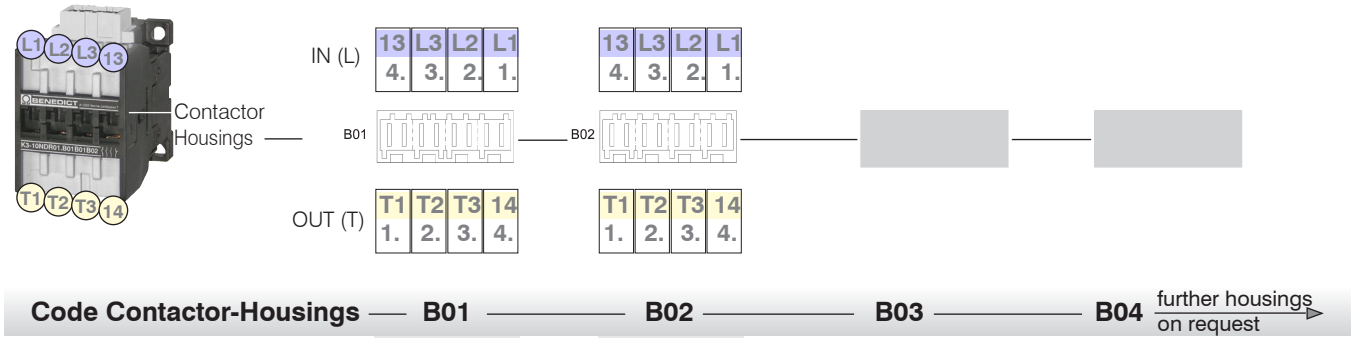 L1 L2 L3 13
BENEDICT
K3-10NDR01.B01B01B02
T1 T2 T3 14
Contactor
Housings
IN (L)
13 L3 L2 L1
4. 3. 2. 1.
13 L3 L2 L1
4. 3. 2. 1.
B01
B02
OUT (T)
T1 T2 T3 14
1. 2. 3. 4.
T1 T2 T3 14
1. 2. 3. 4.
Code Contactor-Housings B01 B02 B03 B04 further housings
on request